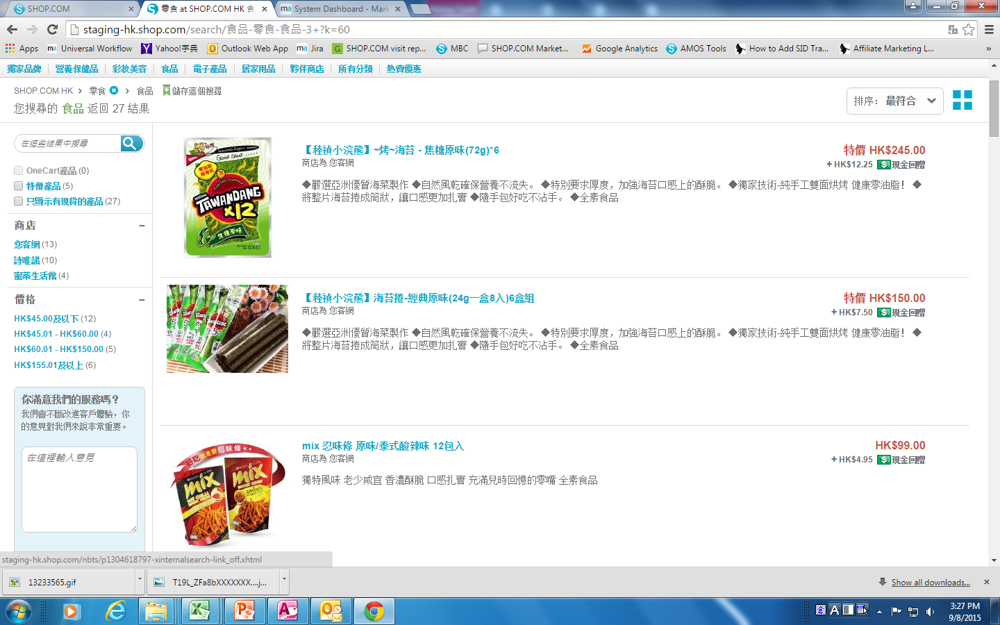 SHOP.COM
零食 at SHOP.COM HK 食
System Dashboard - Mark
staging-hk.shop.com/search/食品-零食-食品-3+?k=60
Apps
Universal Workflow
Yahoo!字典
Outlook Web App
Jira
SHOP.COM visit rep...
MBC
SHOP.COM Market...
Google Analytics
AMOS Tools
How to Add SID Tra...
Affiliate Marketing L...
»
獨家品牌 營養保健品 彩妝美容 食品 電子產品 居家用品 夥伴商店 所有分類 熱賣優惠
SHOP.COM HK > 零食 > 食品 儲存這個搜尋
您搜尋的 食品 返回 27 結果
排序： 最符合
在這些結果中搜尋
OneCart產品 (0)
特價產品 (5)
只顯示有現貨的產品 (27)
商店 −
您客網 (13)
詩唯諾 (10)
蜜蒂生活館 (4)
價格 −
HK$45.00及以下 (12)
HK$45.01 - HK$60.00 (4)
HK$60.01 - HK$150.00 (5)
HK$155.01及以上 (6)
你滿意我們的服務嗎？
我們會不斷改進客戶體驗，你
的意見對我們來說非常重要。
在這裡輸入意見
Giant Sheet
TAWANDANG
x12
焦糖原味
【稑禎小浣熊】~烤~海苔 - 焦糖原味(72g)*6
商店為 您客網
特價 HK$245.00
+ HK$12.25 現金回贈
◆嚴選亞洲優質海菜製作 ◆自然風乾確保營養不流失。 ◆特別要求厚度，加強海苔口感上的酥脆。 ◆獨家技術-純手工雙面烘烤 健康零油脂！ ◆
將整片海苔捲成筒狀，讓口感更加扎實 ◆隨手包好吃不沾手。 ◆全素食品
【稑禎小浣熊】海苔捲-經典原味(24g一盒8入)6盒組
商店為 您客網
特價 HK$150.00
+ HK$7.50 現金回贈
◆嚴選亞洲優質海菜製作 ◆自然風乾確保營養不流失。 ◆特別要求厚度，加強海苔口感上的酥脆。 ◆獨家技術-純手工雙面烘烤 健康零油脂！ ◆
將整片海苔捲成筒狀，讓口感更加扎實 ◆隨手包好吃不沾手。 ◆全素食品
好吃就是要忍味條
mix
mix
mix 忍味條 原味/泰式酸辣味 12包入
商店為 您客網
HK$99.00
+ HK$4.95 現金回贈
獨特風味 老少咸宜 香濃酥脆 口感扎實 充滿兒時回憶的零嘴 全素食品
staging-hk.shop.com/nbts/p1304618797-xinternalsearch-link_off.xhtml
13233565.gif
T19L_ZFa8bXXXXXXX....j...
Show all downloads...
3:27 PM
9/8/2015